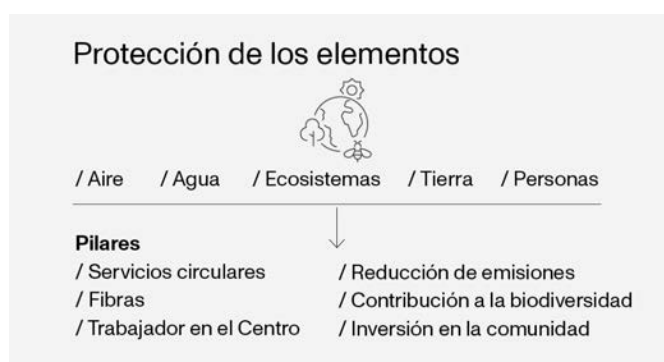 Protección de los elementos
/ Aire / Agua / Ecosistemas / Tierra / Personas
Pilares
/ Servicios circulares
/ Fibras
/ Trabajador en el Centro
/ Reducción de emisiones
/ Contribución a la biodiversidad
/ Inversión en la comunidad